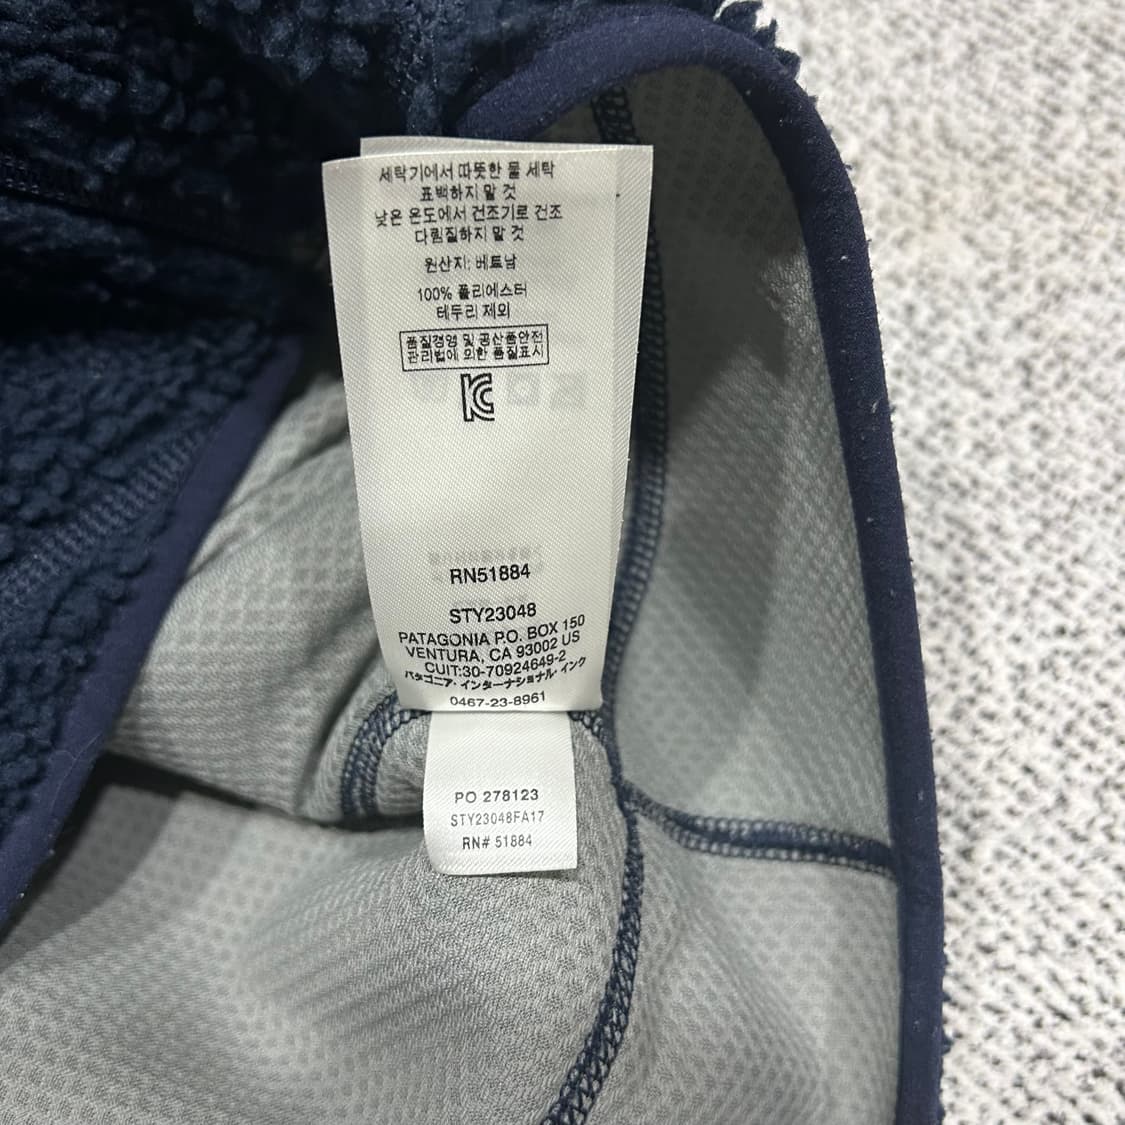 세탁기에서 따뜻한 물 세탁
표백하지 말 것
낮은 온도에서 건조기로 건조
다림질하지 말 것
원산지: 베트남
100% 폴리에스터
테두리 제외
품질경영 및 공산품안전
관리법에 의한 품질표시
RN51884
STY23048
PATAGONIA P.O. BOX 150
VENTURA, CA 93002 US
CUIT:30-70924649-2
パタゴニア・インターナショナル・インク
0467-23-8961
PO 278123
STY23048FA17
RN# 51884